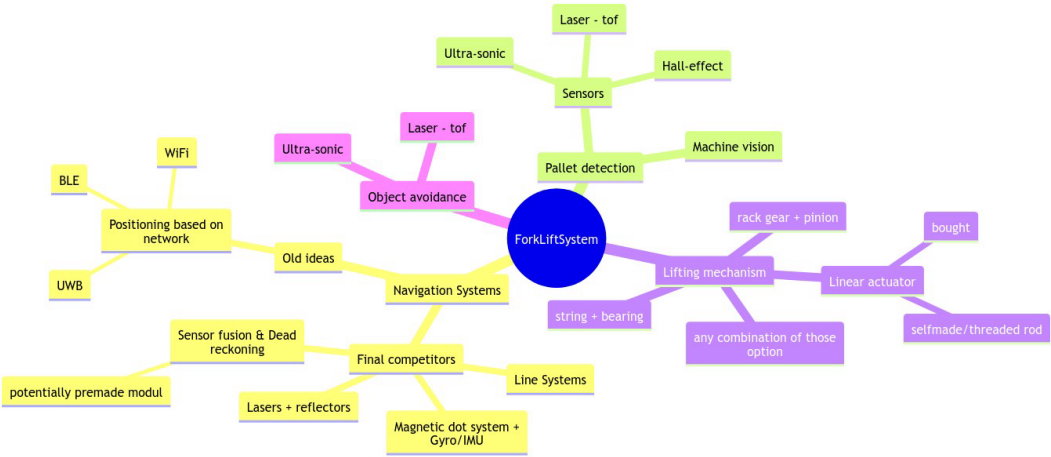 Laser - tof
Ultra-sonic
Hall-effect
Sensors
Laser - tof
Machine vision
Ultra-sonic
WiFi
Pallet detection
BLE
Object avoidance
rack gear + pinion
Positioning based on
network
bought
ForkLiftSystem
Old ideas
Lifting mechanism
Linear actuator
UWB
Navigation Systems
string + bearing
selfmade/threaded rod
Sensor fusion & Dead
reckoning
any combination of those
option
Final competitors
Line Systems
potentially premade modul
Lasers + reflectors
Magnetic dot system +
Gyro/IMU